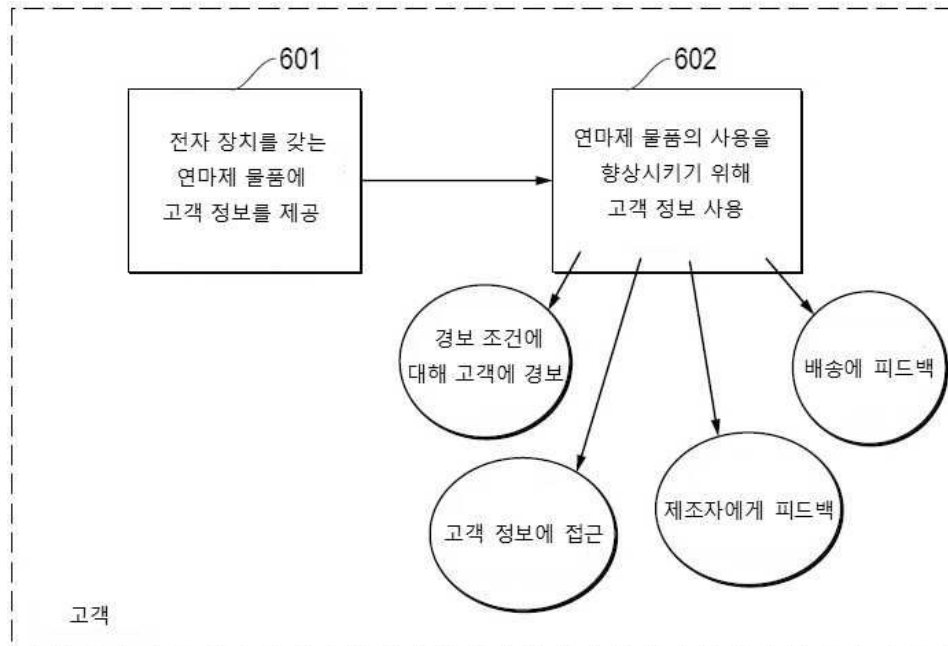 601
602
전자 장치를 갖는
연마제 물품에
고객 정보를 제공
연마제 물품의 사용을
향상시키기 위해
고객 정보 사용
경보 조건에
대해 고객에 경보
배송에 피드백
고객 정보에 접근
제조자에게 피드백
고객